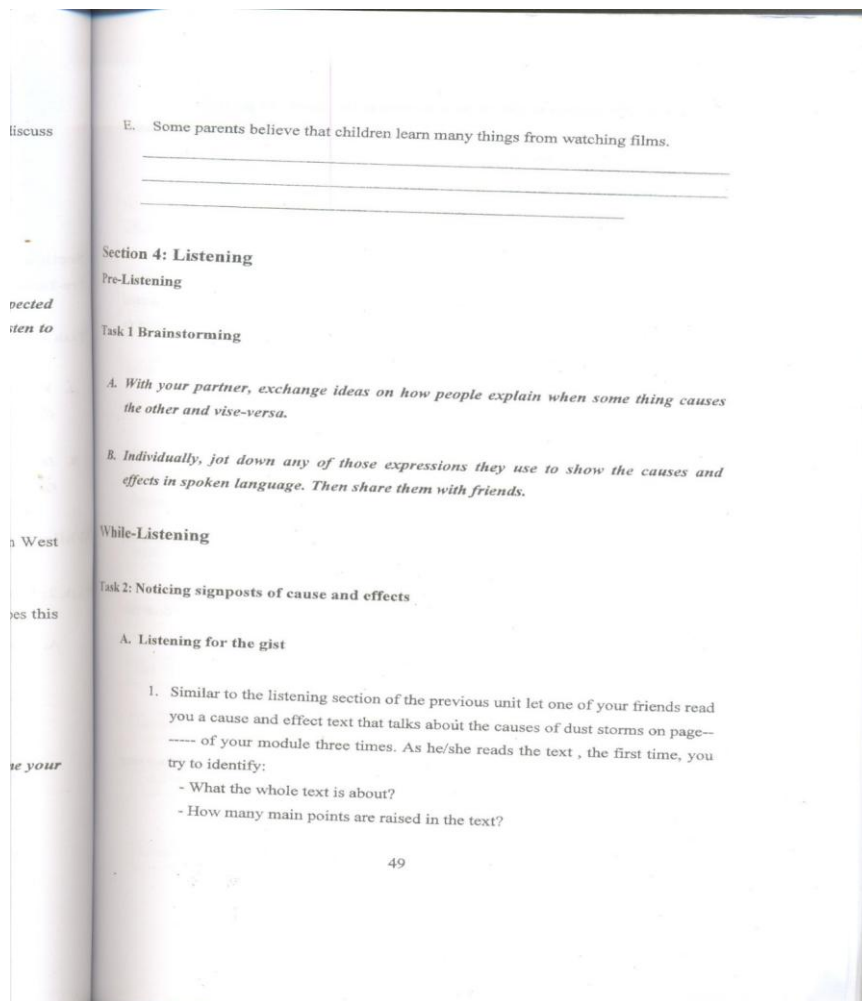 liscuss
pected
sten to
n West
es this
ne your
E. Some parents believe that children learn many things from watching films.
Section 4: Listening
Pre-Listening
Task 1 Brainstorming
A. With your partner, exchange ideas on how people explain when some thing causes
the other and vise-versa.
B. Individually, jot down any of those expressions they use to show the causes and
effects in spoken language. Then share them with friends.
While-Listening
Task 2: Noticing signposts of cause and effects
A. Listening for the gist
1. Similar to the listening section of the previous unit let one of your friends read
you a cause and effect text that talks about the causes of dust storms on page--
----- of your module three times. As he/she reads the text , the first time, you
try to identify:
- What the whole text is about?
- How many main points are raised in the text?
49